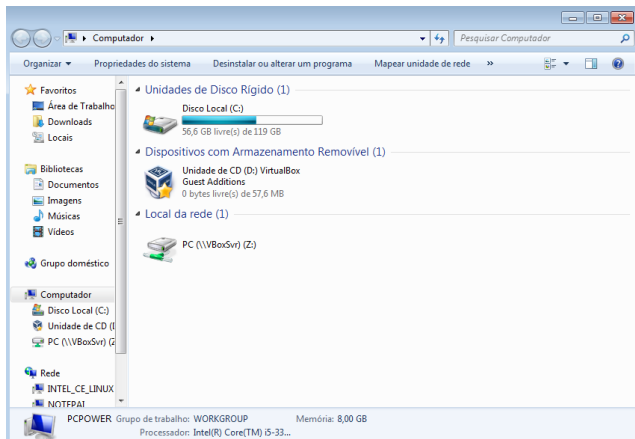 Computador
Pesquisar Computador
Organizar
Propriedades do sistema
Desinstalar ou alterar um programa
Mapear unidade de rede
»
Favoritos
Área de Trabalho
Downloads
Locais
Bibliotecas
Documentos
Imagens
Músicas
Vídeos
Grupo doméstico
Computador
Disco Local (C:)
Unidade de CD (
PC (\\VBoxSvr) (Z
Rede
INTEL_CE_LINUX
NOTEPAI
Unidades de Disco Rígido (1)
Disco Local (C:)
56,6 GB livre(s) de 119 GB
Dispositivos com Armazenamento Removível (1)
Unidade de CD (D:) VirtualBox
Guest Additions
0 bytes livre(s) de 57,6 MB
Local da rede (1)
PC (\\VBoxSvr) (Z:)
PCPOWER Grupo de trabalho: WORKGROUP Memória: 8,00 GB
Processador: Intel(R) Core(TM) i5-33...